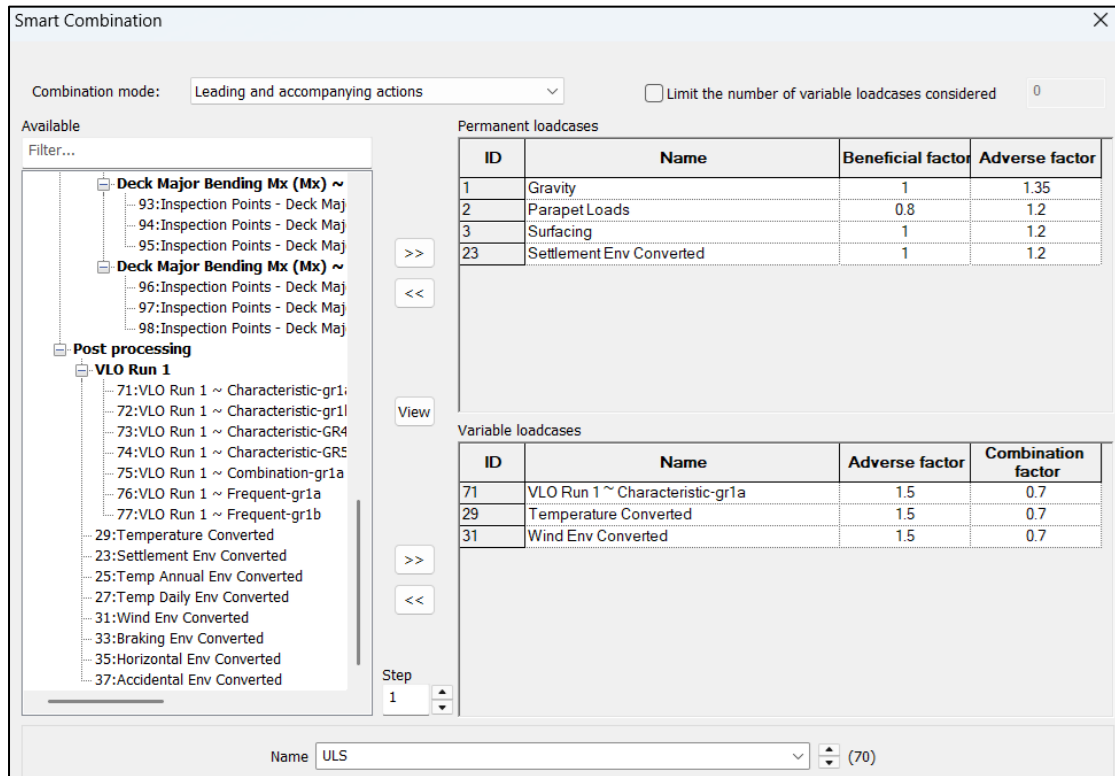 Smart Combination
Combination mode: Leading and accompanying actions
Limit the number of variable loadcases considered 0
Available
Filter...
Deck Major Bending Mx (Mx) ~
93:Inspection Points - Deck Maj
94:Inspection Points - Deck Maj
95:Inspection Points - Deck Maj
Deck Major Bending Mx (Mx) ~
96:Inspection Points - Deck Maj
97:Inspection Points - Deck Maj
98:Inspection Points - Deck Maj
Post processing
VLO Run 1
71:VLO Run 1 ~ Characteristic-gr1a
72:VLO Run 1 ~ Characteristic-gr1
73:VLO Run 1 ~ Characteristic-GR4
74:VLO Run 1 ~ Characteristic-GR5
75:VLO Run 1 ~ Combination-gr1a
76:VLO Run 1 ~ Frequent-gr1a
77:VLO Run 1 ~ Frequent-gr1b
29:Temperature Converted
23:Settlement Env Converted
25:Temp Annual Env Converted
27:Temp Daily Env Converted
31:Wind Env Converted
33:Braking Env Converted
35:Horizontal Env Converted
37:Accidental Env Converted
>>
<<
View
>>
<<
Step
1
Permanent loadcases
ID Name Beneficial factor Adverse factor
1 Gravity 1 1.35
2 Parapet Loads 0.8 1.2
3 Surfacing 1 1.2
23 Settlement Env Converted 1 1.2
Variable loadcases
ID Name Adverse factor Combination factor
71 VLO Run 1 ~ Characteristic-gr1a 1.5 0.7
29 Temperature Converted 1.5 0.7
31 Wind Env Converted 1.5 0.7
Name ULS (70)